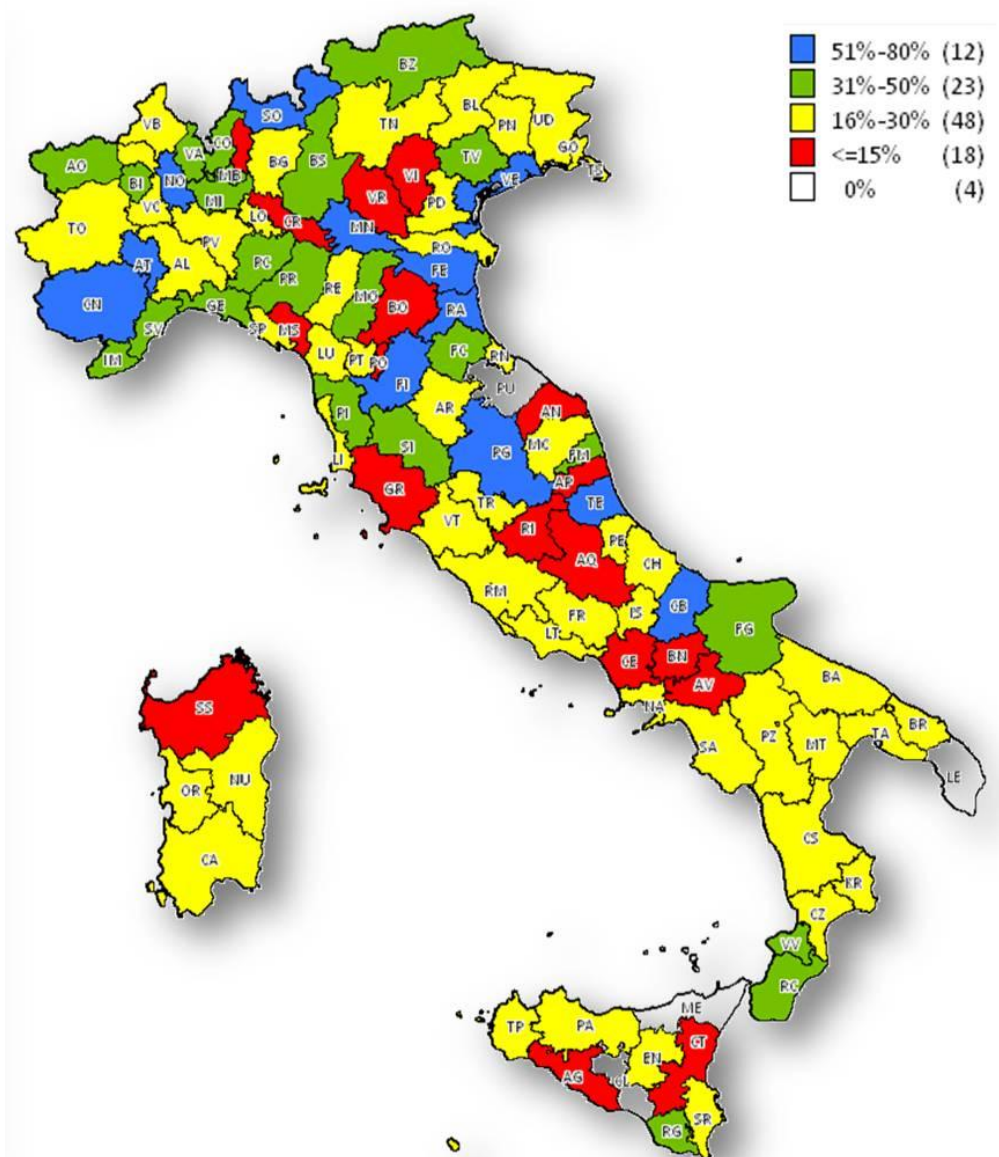 51%-80% (12)
31%-50% (23)
16%-30% (48)
<=15% (18)
0% (4)
BZ
SO
VB
TN
BL
PN
UD
AO
VA
CO
BG
BS
TV
GO
TS
BI
NO
MB
VI
VE
MI
VR
PD
TO
VC
LO
CR
MN
PV
RO
AT
AL
PC
PR
RE
MO
FE
CN
GE
BO
RA
SV
SP
MS
IM
LU
PT
PO
FC
RN
FI
PU
PI
AR
AN
SI
PG
MC
FM
LI
AP
GR
TR
TE
VT
RI
PE
AQ
CH
RM
FR
IS
CB
LT
FG
CE
BN
AV
BA
SS
NA
PZ
BR
SA
MT
TA
LE
NU
OR
CA
CS
KR
CZ
VV
RC
ME
TP
PA
CT
EN
AG
SR
RG